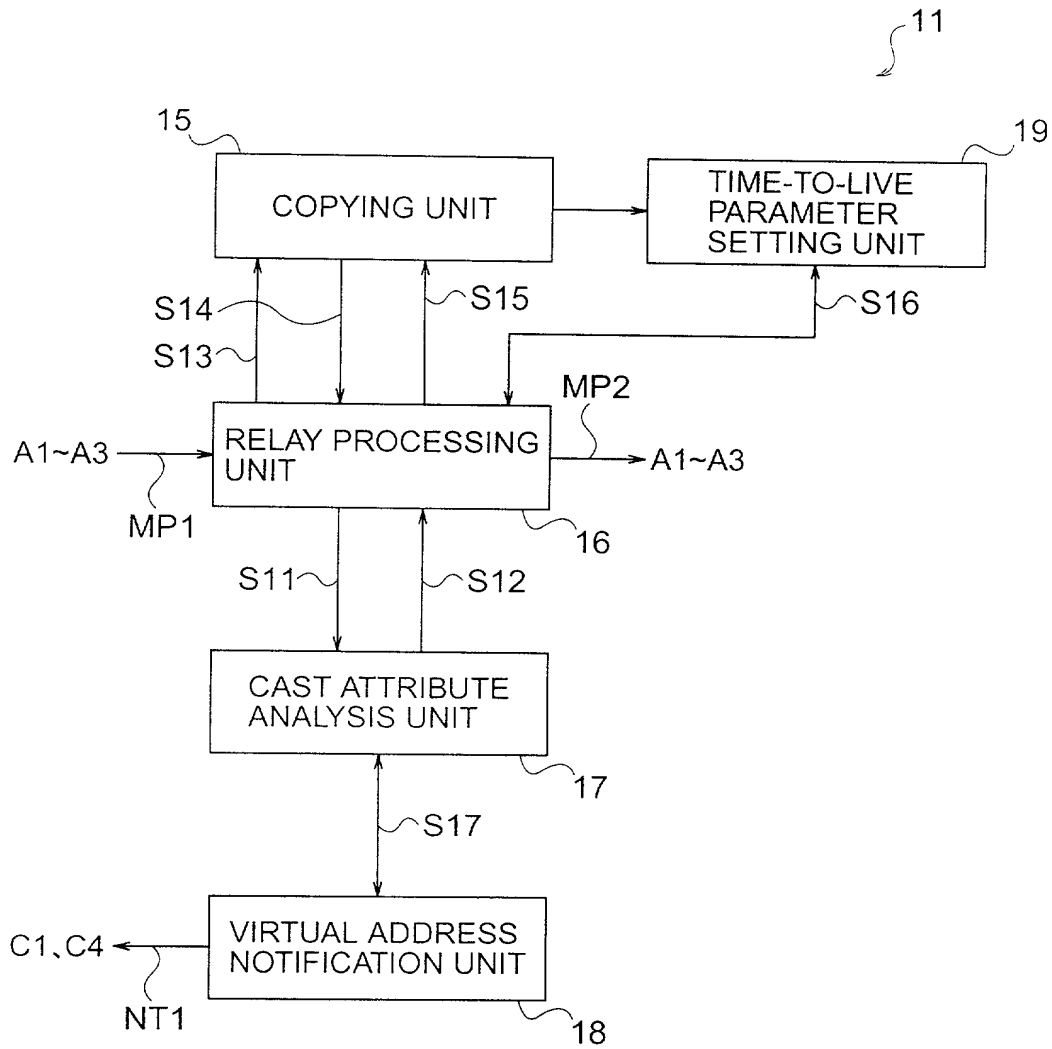 11
15
19
COPYING UNIT
TIME-TO-LIVE
PARAMETER
SETTING UNIT
S14
S15
S16
S13
MP2
A1~A3
RELAY PROCESSING
UNIT
A1~A3
MP1
16
S11
S12
CAST ATTRIBUTE
ANALYSIS UNIT
17
S17
C1、C4
VIRTUAL ADDRESS
NOTIFICATION UNIT
NT1
18